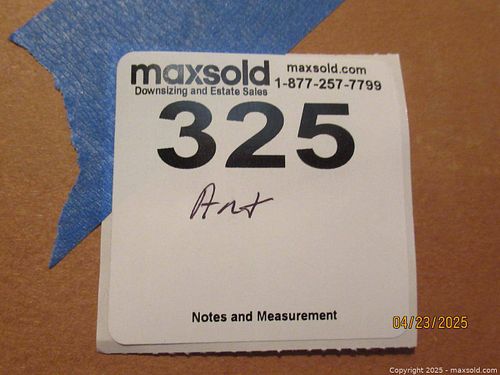 maxsold
Downsizing and Estate Sales
maxsold.com
1-877-257-7799
325
Art
Notes and Measurement
04/23/2025
Copyright 2025 - maxsold.com